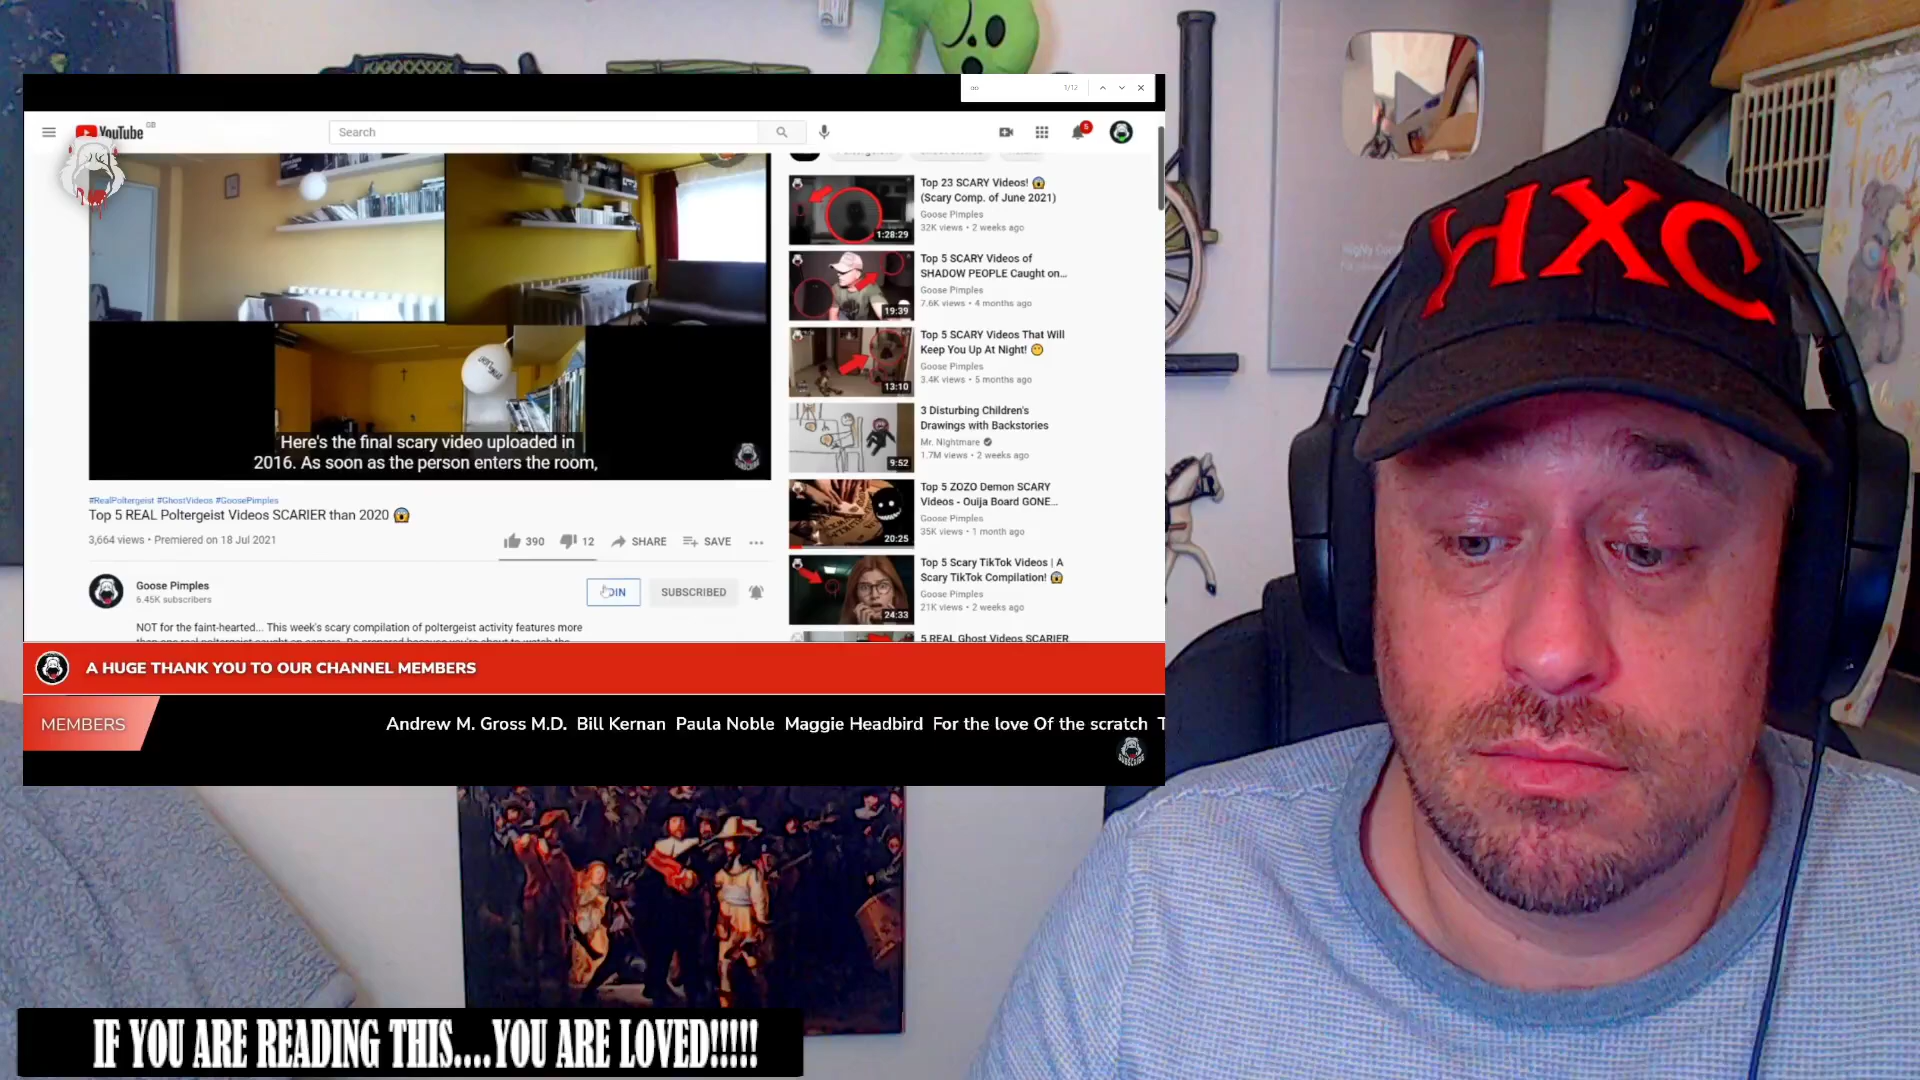 1/12
YouTube GB
Search
5
Here's the final scary video uploaded in
2016. As soon as the person enters the room,
#RealPoltergeist #GhostVideos #GoosePimples
Top 5 REAL Poltergeist Videos SCARIER than 2020 😱
3,664 views • Premiered on 18 Jul 2021
390
12
SHARE
SAVE
Goose Pimples
6.45K subscribers
JOIN
SUBSCRIBED
NOT for the faint-hearted... This week's scary compilation of poltergeist activity features more
Top 23 SCARY Videos! 😱
(Scary Comp. of June 2021)
Goose Pimples
32K views • 2 weeks ago
1:28:29
Top 5 SCARY Videos of
SHADOW PEOPLE Caught on...
Goose Pimples
7.6K views • 4 months ago
19:39
Top 5 SCARY Videos That Will
Keep You Up At Night! 😬
Goose Pimples
3.4K views • 5 months ago
13:10
3 Disturbing Children's
Drawings with Backstories
Mr. Nightmare
1.7M views • 2 weeks ago
9:52
Top 5 ZOZO Demon SCARY
Videos - Ouija Board GONE...
Goose Pimples
35K views • 1 month ago
20:25
Top 5 Scary TikTok Videos | A
Scary TikTok Compilation! 😱
Goose Pimples
21K views • 2 weeks ago
24:33
5 REAL Ghost Videos SCARIER
A HUGE THANK YOU TO OUR CHANNEL MEMBERS
MEMBERS
Andrew M. Gross M.D. Bill Kernan Paula Noble Maggie Headbird For the love Of the scratch T
SUBSCRIBE
HXC
IF YOU ARE READING THIS....YOU ARE LOVED!!!!!